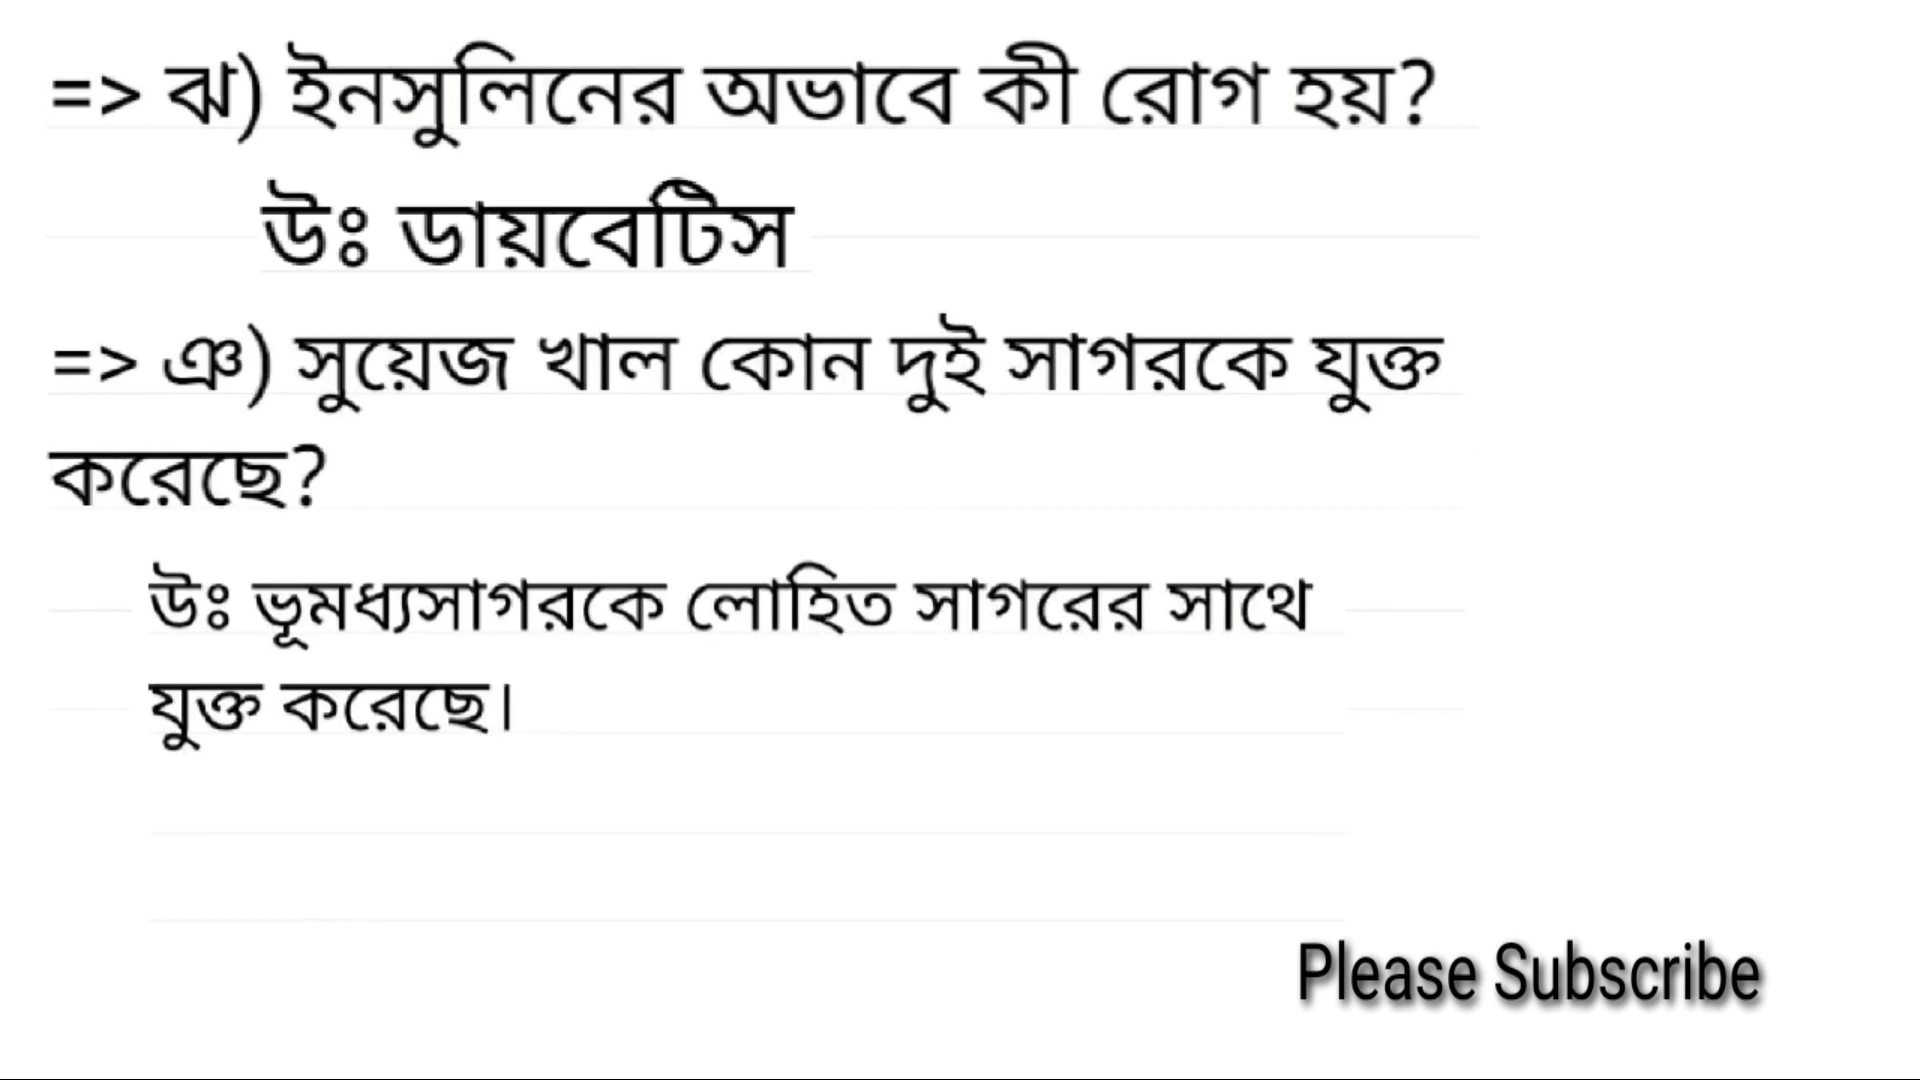 => ঝ) ইনসুলিনের অভাবে কী রোগ হয়?
উঃ ডায়বেটিস
=> ঞ) সুয়েজ খাল কোন দুই সাগরকে যুক্ত
করেছে?
উঃ ভূমধ্যসাগরকে লোহিত সাগরের সাথে
যুক্ত করেছে।
Please Subscribe